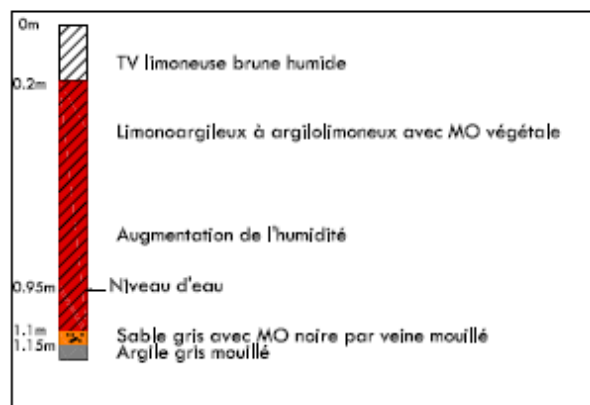 0m
TV limoneuse brune humide
0.2m
Limonoargileux à argilolimoneux avec MO végétale
Augmentation de l'humidité
0.95m Niveau d'eau
1.1m Sable gris avec MO noire par veine mouillé
1.15m Argile gris mouillé